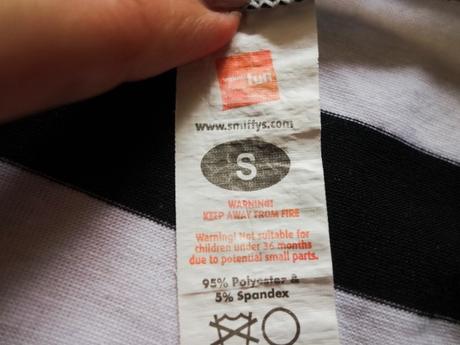 fun
www.smiffys.com
S
WARNING!
KEEP AWAY FROM FIRE
Warning! Not suitable for
children under 36 months
due to potential small parts.
95% Polyester &
5% Spandex